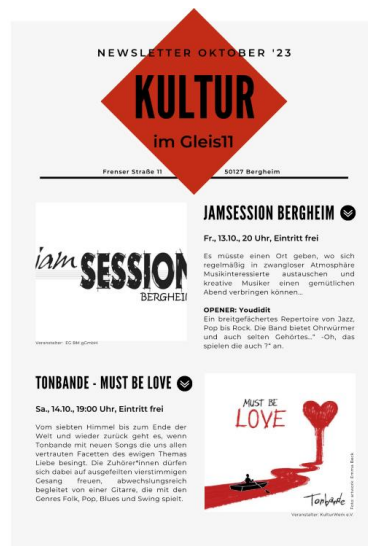 NEWSLETTER OKTOBER '23
KULTUR
im Gleis11
Frenser Straße 11
50127 Bergheim
jam SESSION
BERGHEIM
Veranstalter: EG BM gGmbH
JAMSESSION BERGHEIM
Fr., 13.10., 20 Uhr, Eintritt frei
Es müsste einen Ort geben, wo sich
regelmäßig in zwangloser Atmosphäre
Musikinteressierte austauschen und
kreative Musiker einen gemütlichen
Abend verbringen können...
OPENER: Youdidit
Ein breitgefächertes Repertoire von Jazz,
Pop bis Rock. Die Band bietet Ohrwürmer
und auch selten Gehörtes..." -Oh, das
spielen die auch ?" an.
TONBANDE - MUST BE LOVE
Sa., 14.10., 19:00 Uhr, Eintritt frei
Vom siebten Himmel bis zum Ende der
Welt und wieder zurück geht es, wenn
Tonbande mit neuen Songs die uns allen
vertrauten Facetten des ewigen Themas
Liebe besingt. Die Zuhörer*innen dürfen
sich dabei auf ausgefeilten vierstimmigen
Gesang freuen, abwechslungsreich
begleitet von einer Gitarre, die mit den
Genres Folk, Pop, Blues und Swing spielt.
MUST BE
LOVE
Tonbande
Veranstalter: KulturWein e.V